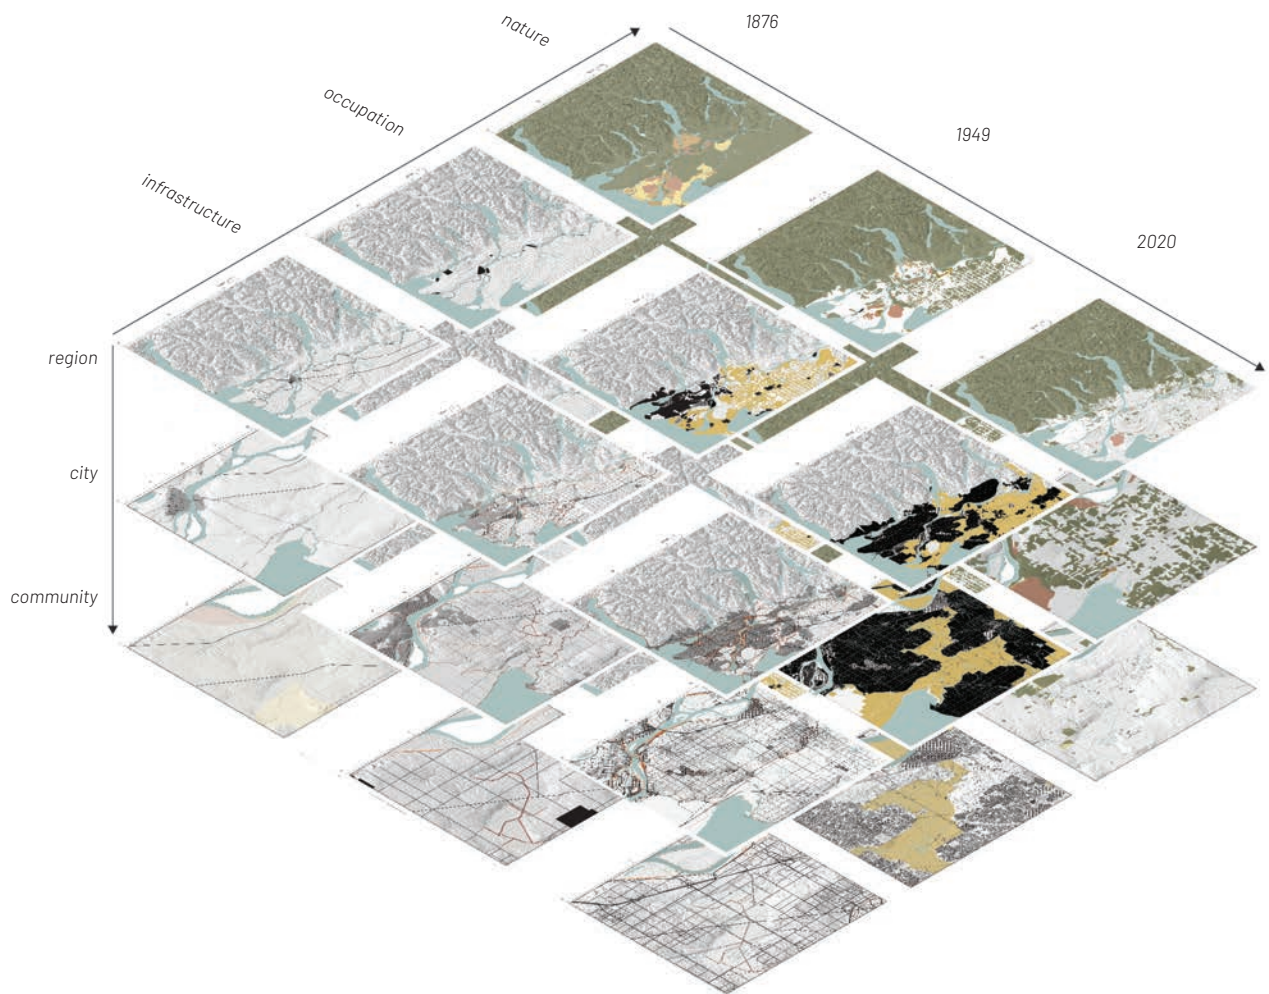 nature
1876
occupation
1949
infrastructure
2020
region
city
community